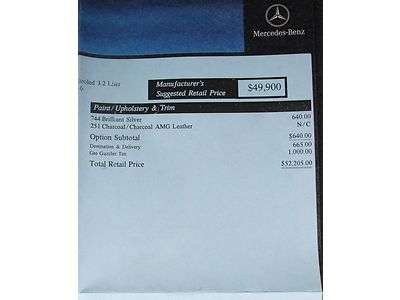 Mercedes-Benz
cooled 3.2 Liter
-6
Manufacturer's
Suggested Retail Price
$49,900
Paint/Upholstery & Trim
744 Brilliant Silver 640.00
251 Charcoal/Charcoal AMG Leather N/C
Option Subtotal $640.00
Destination & Delivery 665.00
Gas Guzzler Tax 1,000.00
Total Retail Price $52,205.00